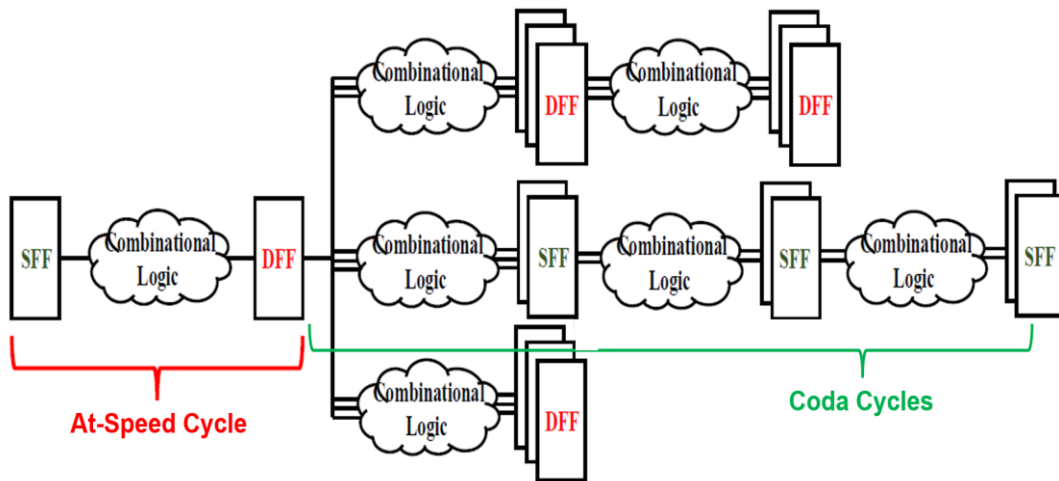 Combinational
Logic
DFF
Combinational
Logic
DFF
SFF
Combinational
Logic
DFF
Combinational
Logic
SFF
Combinational
Logic
SFF
Combinational
Logic
SFF
Combinational
Logic
DFF
At-Speed Cycle
Coda Cycles